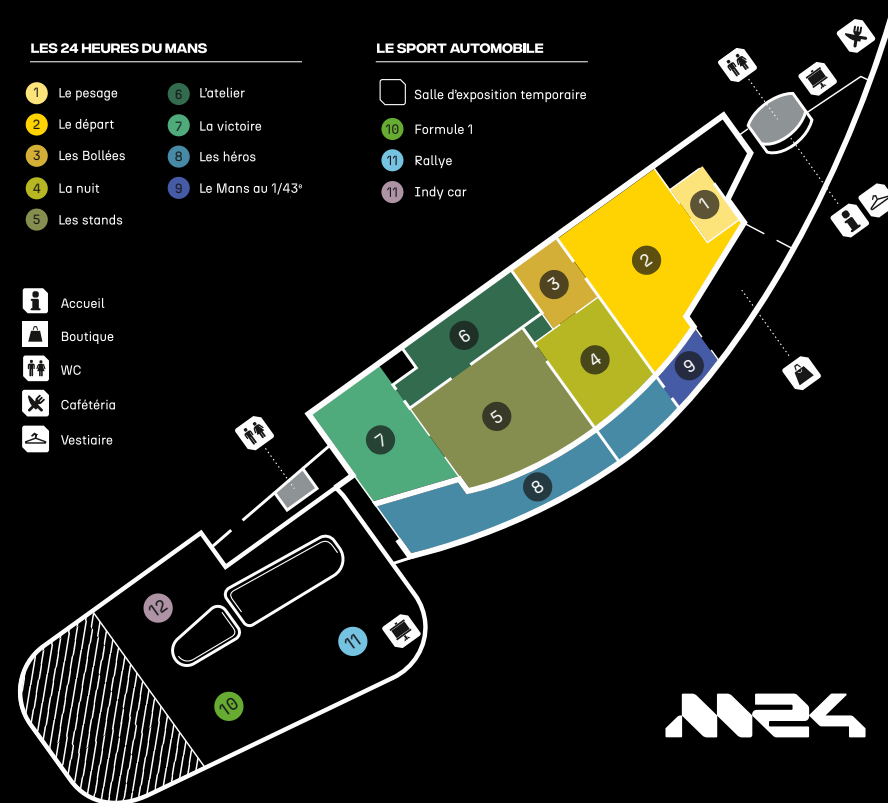 LES 24 HEURES DU MANS
1 Le pesage
2 Le départ
3 Les Bollées
4 La nuit
5 Les stands
6 L'atelier
7 La victoire
8 Les héros
9 Le Mans au 1/43ᵉ
LE SPORT AUTOMOBILE
Salle d'exposition temporaire
10 Formule 1
11 Rallye
11 Indy car
Accueil
Boutique
WC
Cafétéria
Vestiaire
1
2
3
6
4
9
5
7
8
12
11
10
M24